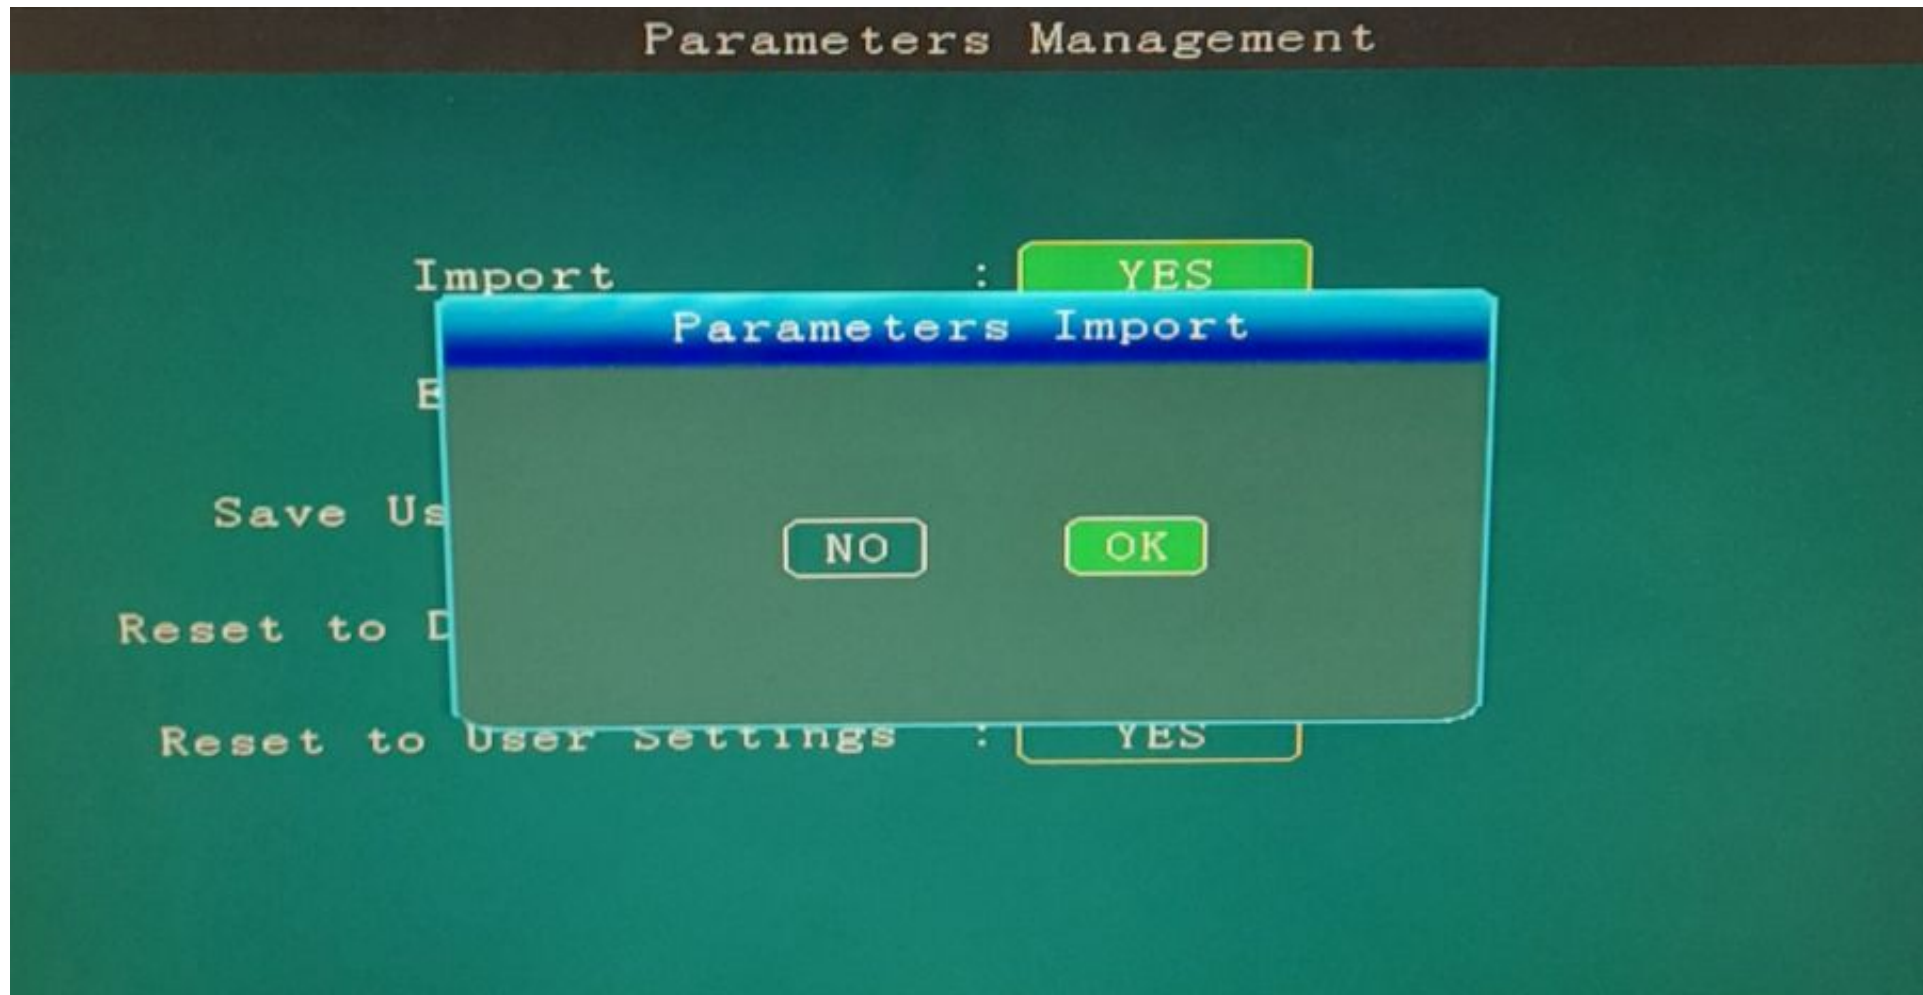 Parameters Management
Import : YES
Parameters Import
Save
NO OK
Reset to
Reset to User Settings : YES